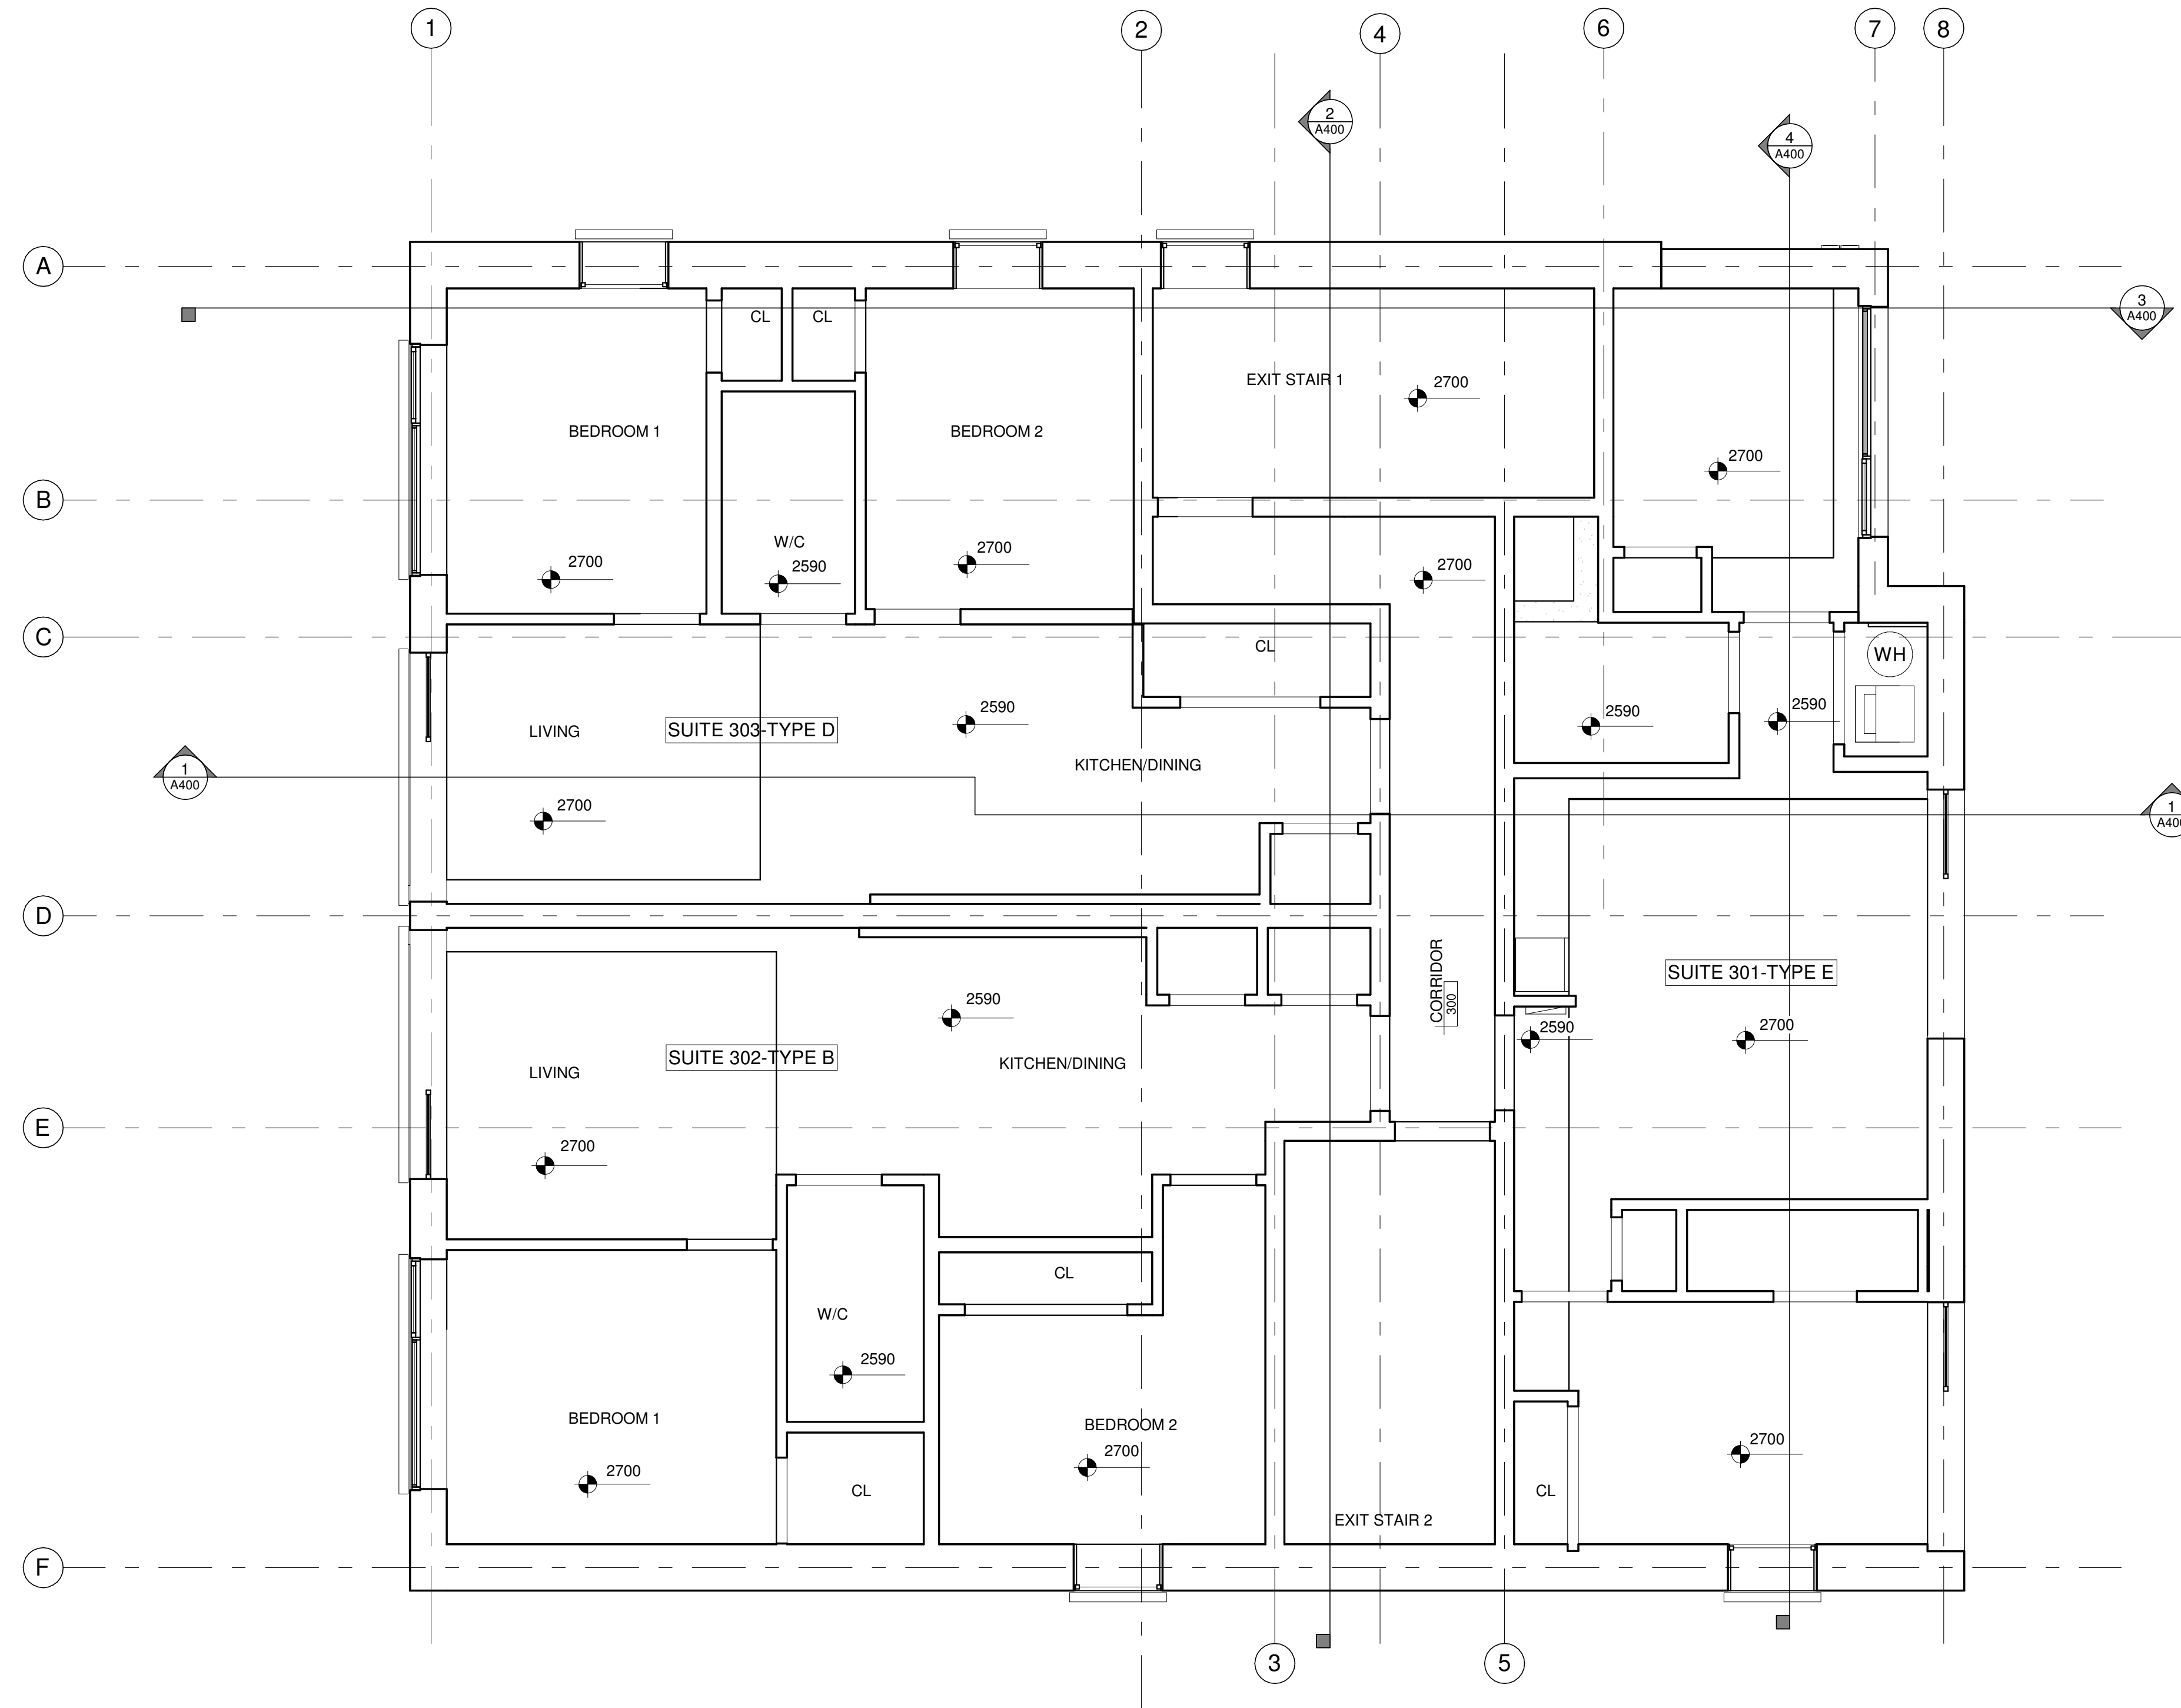 1
2
4
6
7
8
2
A400
4
A400
A
3
A400
CL
CL
EXIT STAIR 1
2700
BEDROOM 1
BEDROOM 2
2700
B
W/C
2700
2590
2700
2700
C
CL
WH
2590
2590
2590
LIVING
SUITE 303-TYPE D
KITCHEN/DINING
1
A400
2700
1
A400
D
CORRIDOR
300
SUITE 301-TYPE E
2590
2590
2700
SUITE 302-TYPE B
KITCHEN/DINING
LIVING
E
2700
CL
W/C
2590
BEDROOM 1
BEDROOM 2
2700
2700
2700
CL
CL
EXIT STAIR 2
F
3
5